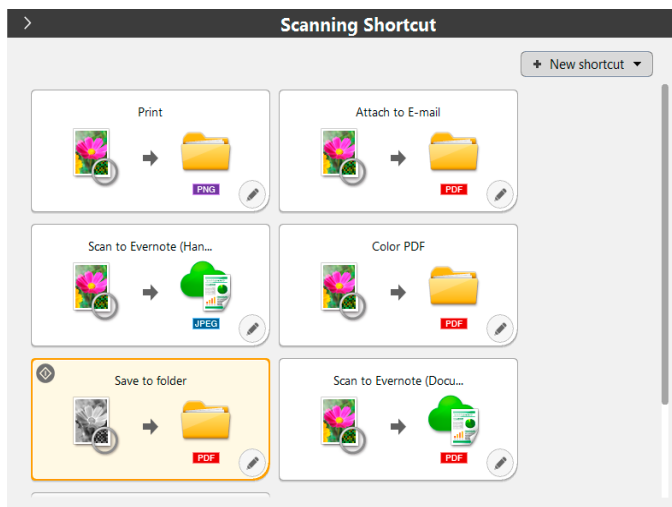 Scanning Shortcut
+ New shortcut
Print
PNG
Attach to E-mail
PDF
Scan to Evernote (Han...
JPEG
Color PDF
PDF
Save to folder
PDF
Scan to Evernote (Docu...
PDF